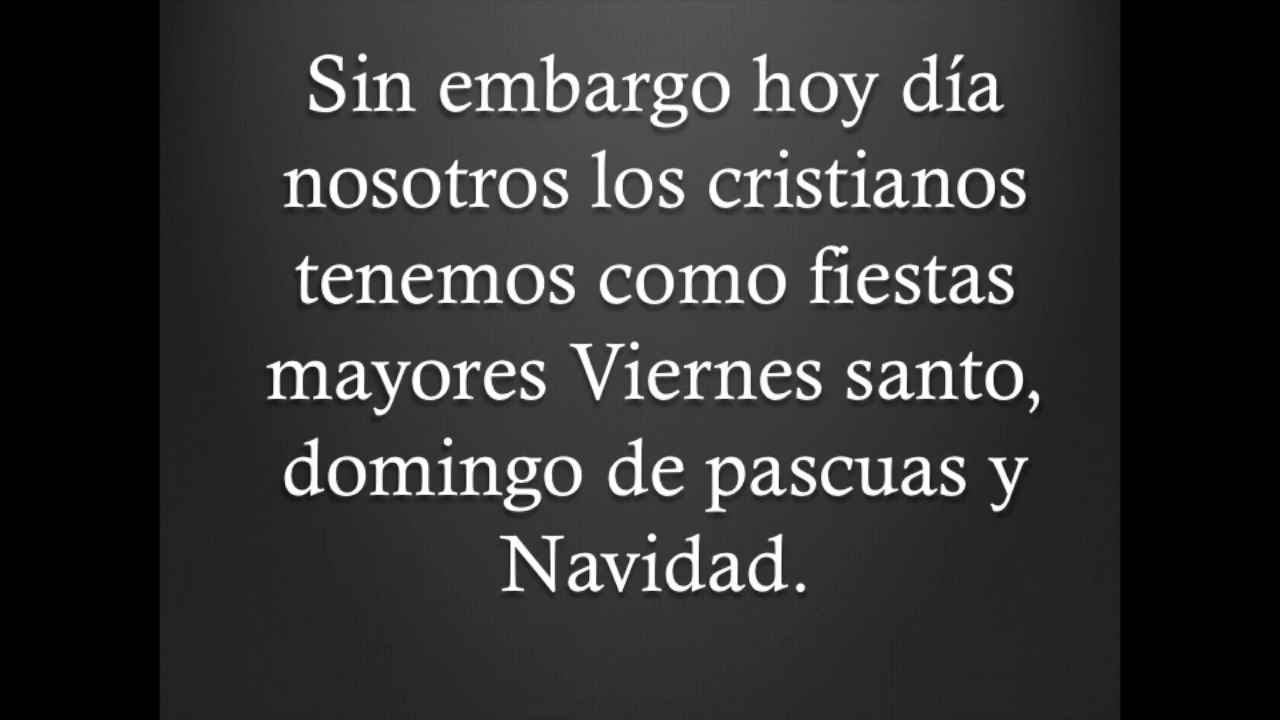 Sin embargo hoy día
nosotros los cristianos
tenemos como fiestas
mayores Viernes santo,
domingo de pascuas y
Navidad.